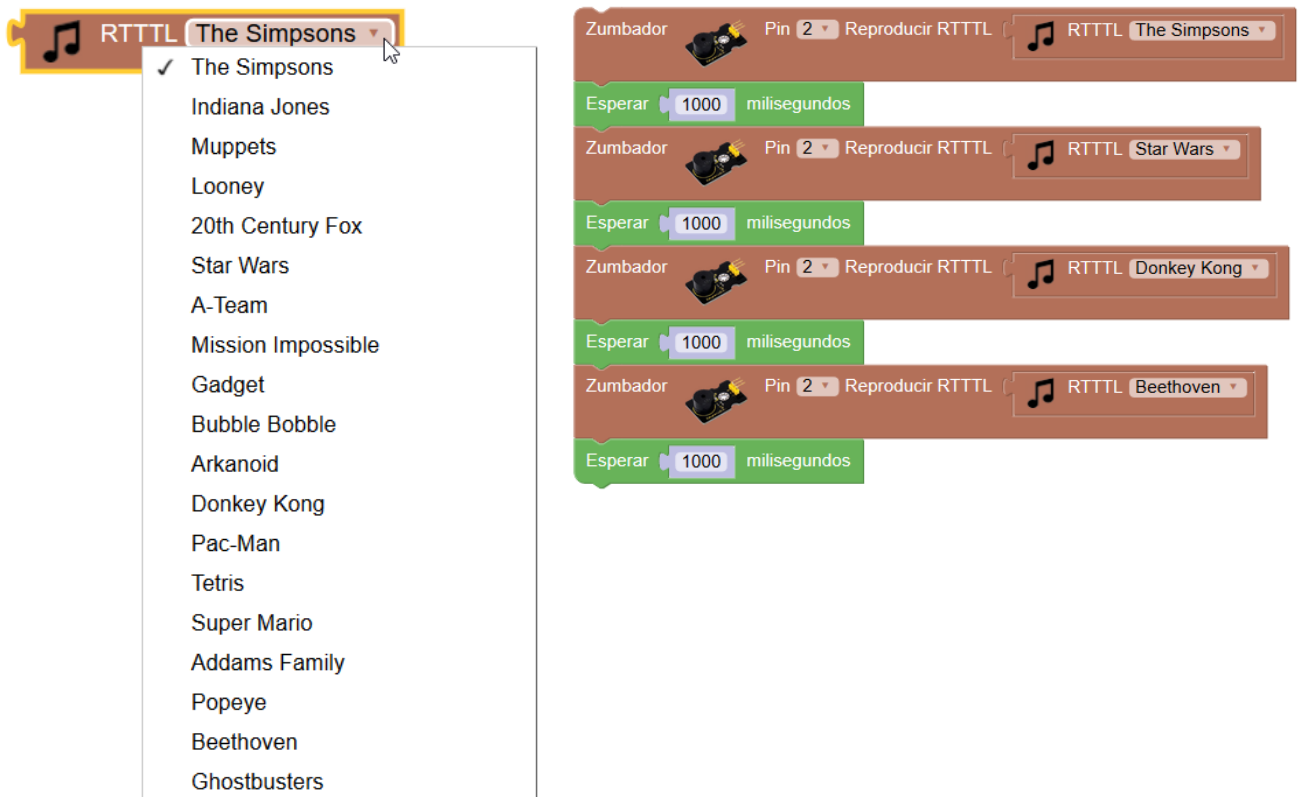 RTTTL The Simpsons
The Simpsons
Indiana Jones
Muppets
Looney
20th Century Fox
Star Wars
A-Team
Mission Impossible
Gadget
Bubble Bobble
Arkanoid
Donkey Kong
Pac-Man
Tetris
Super Mario
Addams Family
Popeye
Beethoven
Ghostbusters
Zumbador Pin 2 Reproducir RTTTL RTTTL The Simpsons
Esperar 1000 milisegundos
Zumbador Pin 2 Reproducir RTTTL RTTTL Star Wars
Esperar 1000 milisegundos
Zumbador Pin 2 Reproducir RTTTL RTTTL Donkey Kong
Esperar 1000 milisegundos
Zumbador Pin 2 Reproducir RTTTL RTTTL Beethoven
Esperar 1000 milisegundos